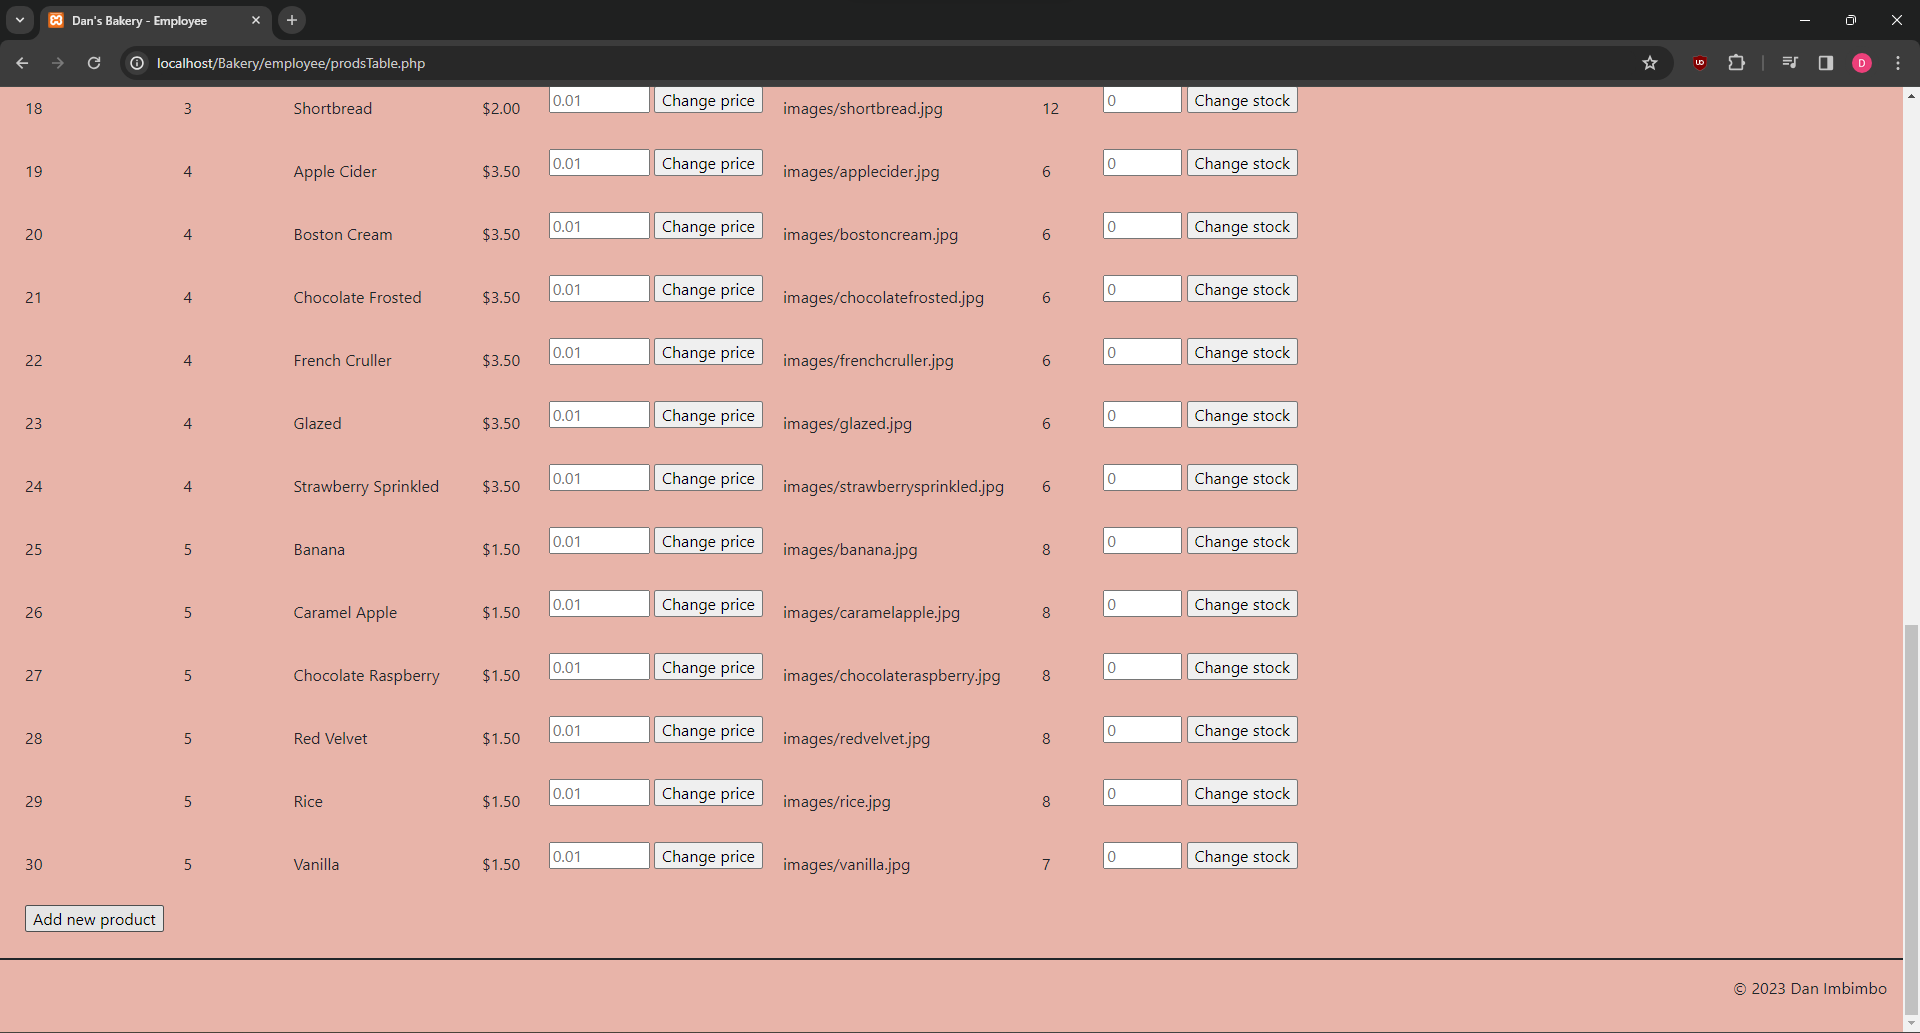 Dan's Bakery - Employee
localhost/Bakery/employee/prodsTable.php
D
18 3 Shortbread $2.00 0.01 Change price images/shortbread.jpg 12 0 Change stock
19 4 Apple Cider $3.50 0.01 Change price images/applecider.jpg 6 0 Change stock
20 4 Boston Cream $3.50 0.01 Change price images/bostoncream.jpg 6 0 Change stock
21 4 Chocolate Frosted $3.50 0.01 Change price images/chocolatefrosted.jpg 6 0 Change stock
22 4 French Cruller $3.50 0.01 Change price images/frenchcruller.jpg 6 0 Change stock
23 4 Glazed $3.50 0.01 Change price images/glazed.jpg 6 0 Change stock
24 4 Strawberry Sprinkled $3.50 0.01 Change price images/strawberrysprinkled.jpg 6 0 Change stock
25 5 Banana $1.50 0.01 Change price images/banana.jpg 8 0 Change stock
26 5 Caramel Apple $1.50 0.01 Change price images/caramelapple.jpg 8 0 Change stock
27 5 Chocolate Raspberry $1.50 0.01 Change price images/chocolateraspberry.jpg 8 0 Change stock
28 5 Red Velvet $1.50 0.01 Change price images/redvelvet.jpg 8 0 Change stock
29 5 Rice $1.50 0.01 Change price images/rice.jpg 8 0 Change stock
30 5 Vanilla $1.50 0.01 Change price images/vanilla.jpg 7 0 Change stock
Add new product
© 2023 Dan Imbimbo